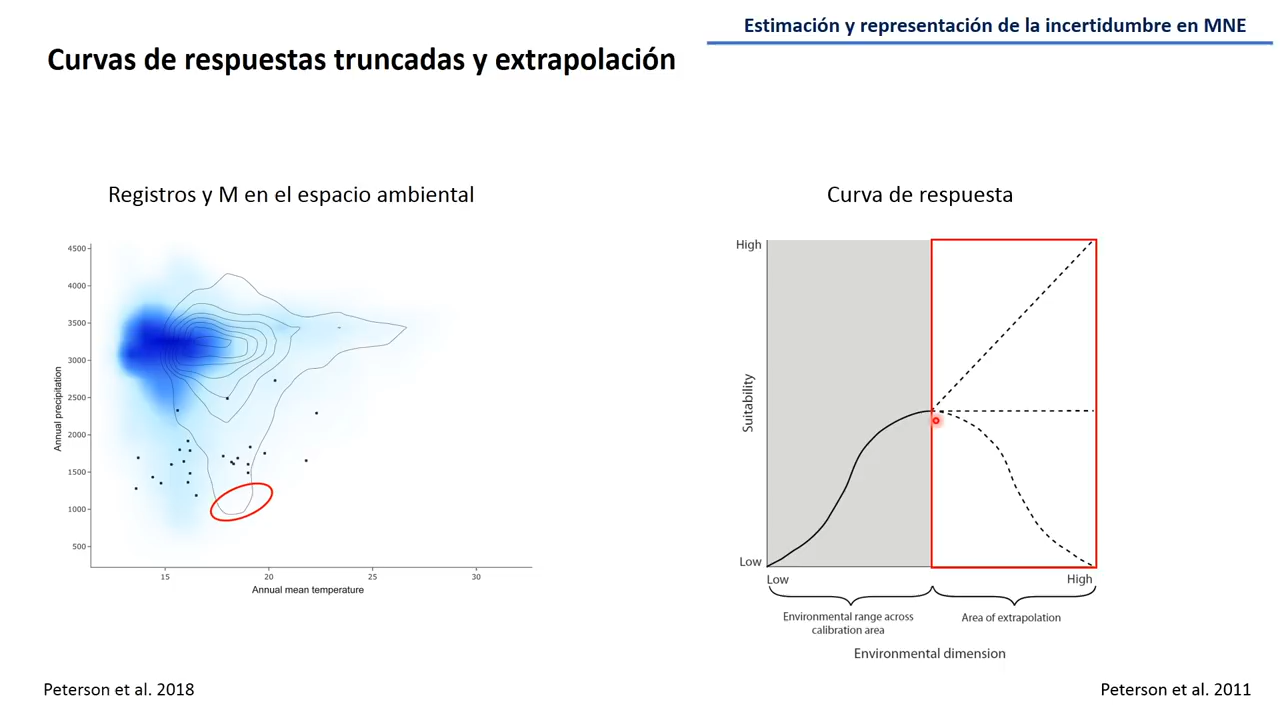 Estimación y representación de la incertidumbre en MNE
Curvas de respuestas truncadas y extrapolación
Registros y M en el espacio ambiental
4500
4000
3500
3000
2500
2000
1500
1000
500
Annual precipitation
15
20
25
30
Annual mean temperature
Peterson et al. 2018
Curva de respuesta
High
Suitability
Low
Low
High
Environmental range across
calibration area
Area of extrapolation
Environmental dimension
Peterson et al. 2011